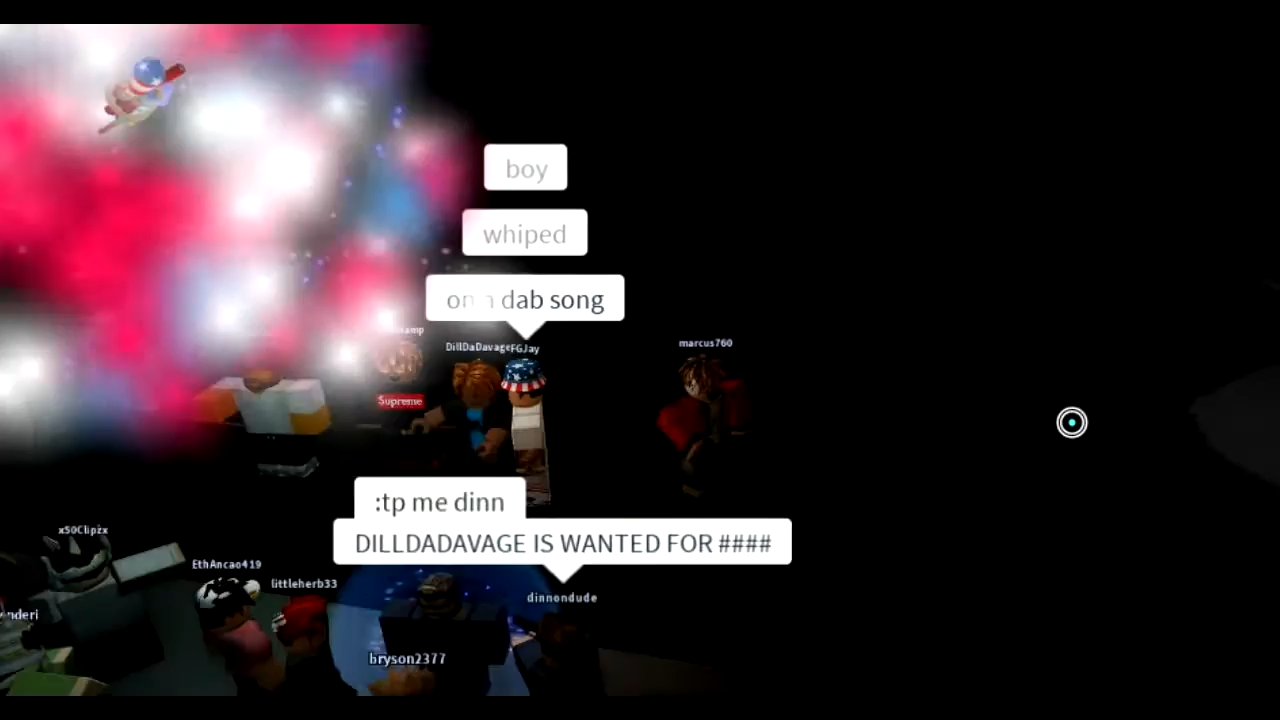 boy
whiped
on dab song
DillDaDavage
FGJay
marcus760
Supreme
:tp me dinn
DILLDADAVAGE IS WANTED FOR ####
x50Clipzx
EthAncao419
littleherb33
dinnondude
bryson2377